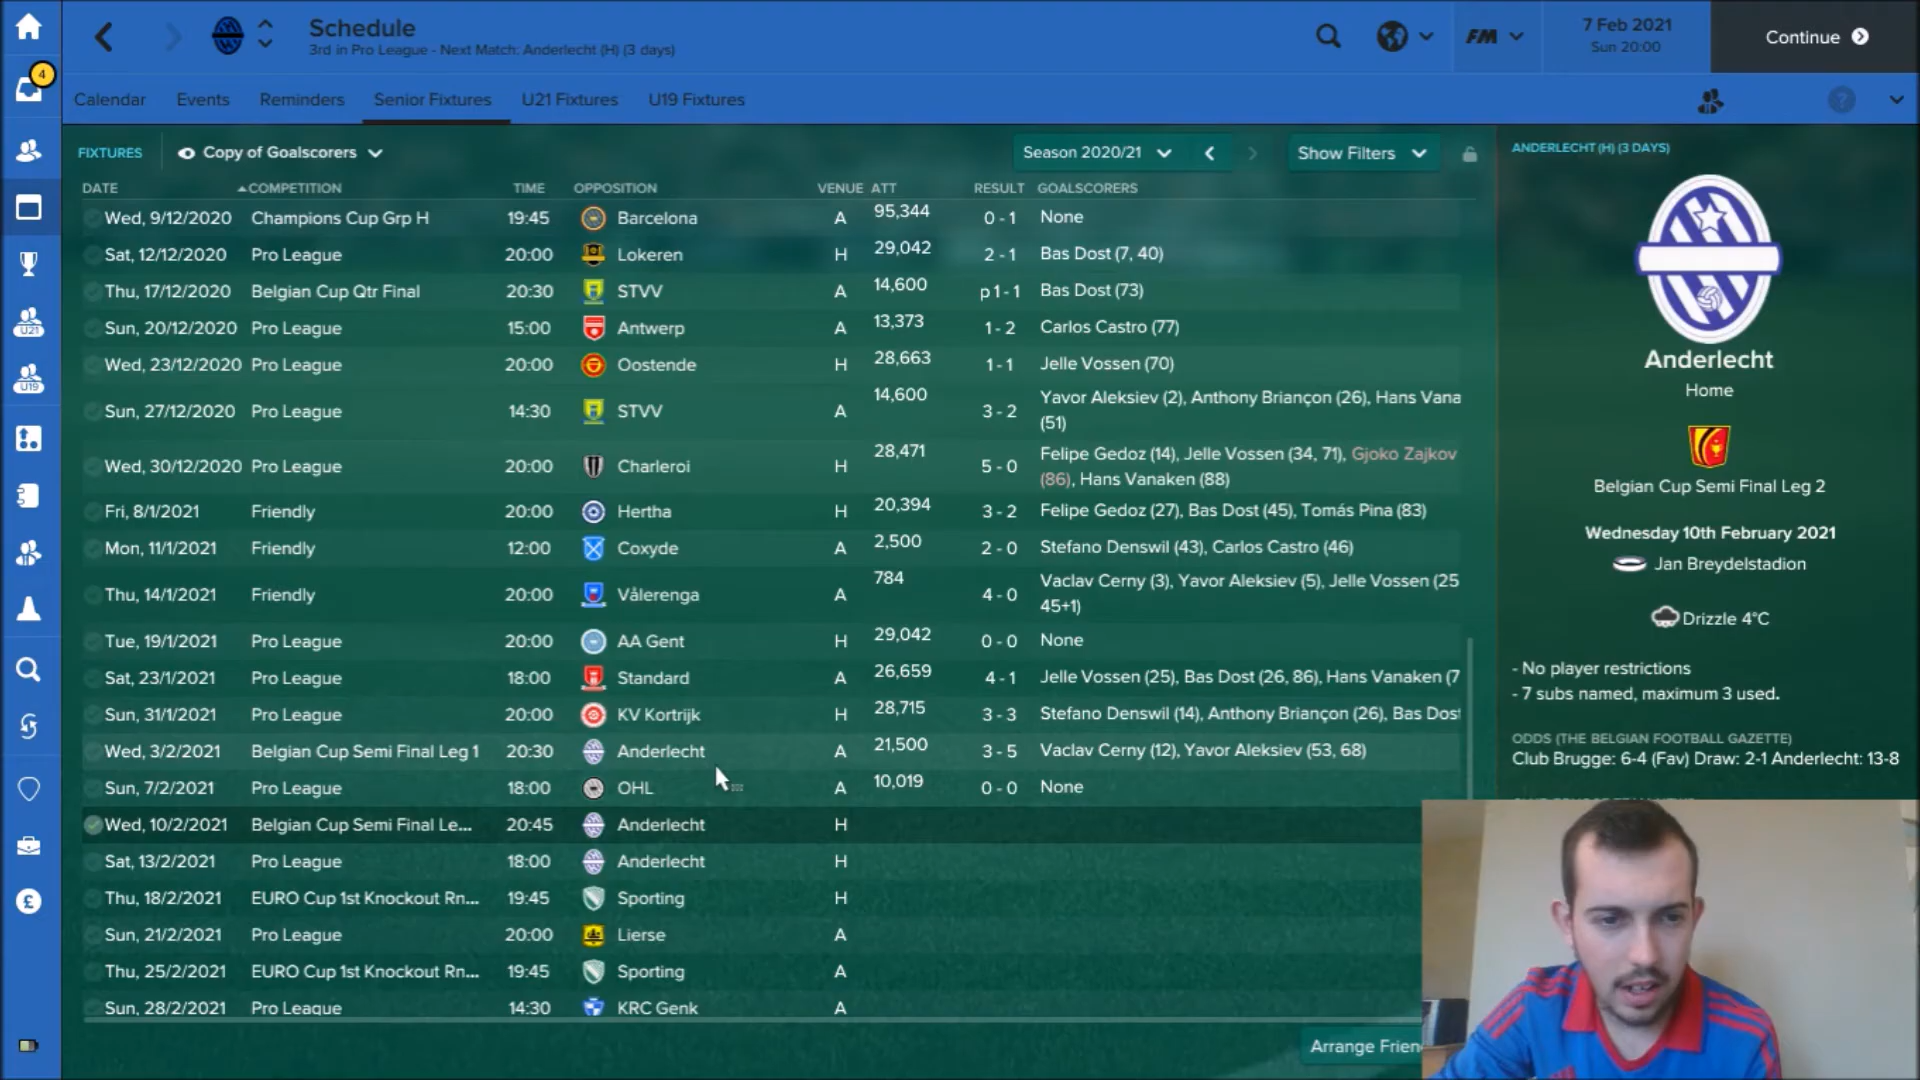 Schedule
3rd in Pro League - Next Match: Anderlecht (H) (3 days)
FM
7 Feb 2021
Sun 20:00
Continue
4
Calendar Events Reminders Senior Fixtures U21 Fixtures U19 Fixtures
?
FIXTURES Copy of Goalscorers Season 2020/21 Show Filters
DATE COMPETITION TIME OPPOSITION VENUE ATT RESULT GOALSCORERS
Wed, 9/12/2020 Champions Cup Grp H 19:45 Barcelona A 95,344 0 - 1 None
Sat, 12/12/2020 Pro League 20:00 Lokeren H 29,042 2 - 1 Bas Dost (7, 40)
Thu, 17/12/2020 Belgian Cup Qtr Final 20:30 STVV A 14,600 p 1 - 1 Bas Dost (73)
Sun, 20/12/2020 Pro League 15:00 Antwerp A 13,373 1 - 2 Carlos Castro (77)
Wed, 23/12/2020 Pro League 20:00 Oostende H 28,663 1 - 1 Jelle Vossen (70)
Sun, 27/12/2020 Pro League 14:30 STVV A 14,600 3 - 2 Yavor Aleksiev (2), Anthony Briançon (26), Hans Vana
(51)
Wed, 30/12/2020 Pro League 20:00 Charleroi H 28,471 5 - 0 Felipe Gedoz (14), Jelle Vossen (34, 71), Gjoko Zajkov
(86), Hans Vanaken (88)
Fri, 8/1/2021 Friendly 20:00 Hertha H 20,394 3 - 2 Felipe Gedoz (27), Bas Dost (45), Tomás Pina (83)
Mon, 11/1/2021 Friendly 12:00 Coxyde A 2,500 2 - 0 Stefano Denswil (43), Carlos Castro (46)
Thu, 14/1/2021 Friendly 20:00 Vålerenga A 784 4 - 0 Vaclav Cerny (3), Yavor Aleksiev (5), Jelle Vossen (25
45+1)
Tue, 19/1/2021 Pro League 20:00 AA Gent H 29,042 0 - 0 None
Sat, 23/1/2021 Pro League 18:00 Standard A 26,659 4 - 1 Jelle Vossen (25), Bas Dost (26, 86), Hans Vanaken (7
Sun, 31/1/2021 Pro League 20:00 KV Kortrijk H 28,715 3 - 3 Stefano Denswil (14), Anthony Briançon (26), Bas Dost
Wed, 3/2/2021 Belgian Cup Semi Final Leg 1 20:30 Anderlecht A 21,500 3 - 5 Vaclav Cerny (12), Yavor Aleksiev (53, 68)
Sun, 7/2/2021 Pro League 18:00 OHL A 10,019 0 - 0 None
Wed, 10/2/2021 Belgian Cup Semi Final Le... 20:45 Anderlecht H
Sat, 13/2/2021 Pro League 18:00 Anderlecht H
Thu, 18/2/2021 EURO Cup 1st Knockout Rn... 19:45 Sporting H
Sun, 21/2/2021 Pro League 20:00 Lierse A
Thu, 25/2/2021 EURO Cup 1st Knockout Rn... 19:45 Sporting A
Sun, 28/2/2021 Pro League 14:30 KRC Genk A
Arrange Frien
U21
U19
ANDERLECHT (H) (3 DAYS)
Anderlecht
Home
Belgian Cup Semi Final Leg 2
Wednesday 10th February 2021
Jan Breydelstadion
Drizzle 4°C
- No player restrictions
- 7 subs named, maximum 3 used.
ODDS (THE BELGIAN FOOTBALL GAZETTE)
Club Brugge: 6-4 (Fav) Draw: 2-1 Anderlecht: 13-8